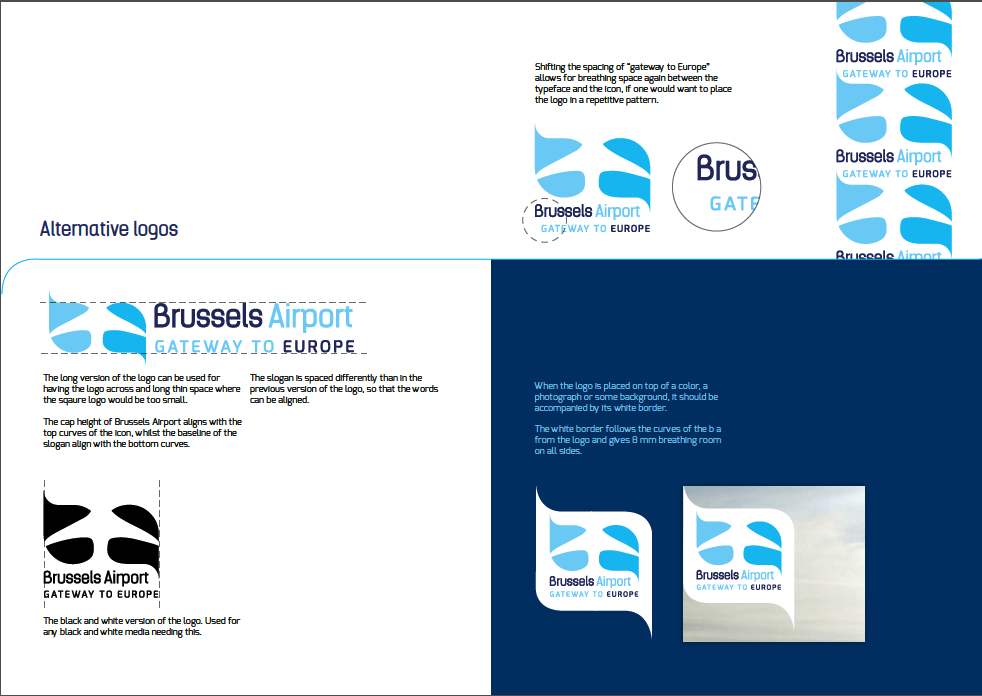 Alternative logos
Shifting the spacing of "gateway to Europe"
allows for breathing space again between the
typeface and the icon, if one would want to place
the logo in a repetitive pattern.
Brussels Airport
GATEWAY TO EUROPE
Brus
GATE
Brussels Airport
GATEWAY TO EUROPE
Brussels Airport
GATEWAY TO EUROPE
Brussels Airport
Brussels Airport
GATEWAY TO EUROPE
The long version of the logo can be used for
having the logo across and long thin space where
the sqaure logo would be too small.
The cap height of Brussels Airport aligns with the
top curves of the icon, whilst the baseline of the
slogan align with the bottom curves.
The slogan is spaced differently than in the
previous version of the logo, so that the words
can be aligned.
Brussels Airport
GATEWAY TO EUROPE
The black and white version of the logo. Used for
any black and white media needing this.
When the logo is placed on top of a color, a
photograph or some background, it should be
accompanied by its white border.
The white border follows the curves of the b a
from the logo and gives 8 mm breathing room
on all sides.
Brussels Airport
GATEWAY TO EUROPE
Brussels Airport
GATEWAY TO EUROPE